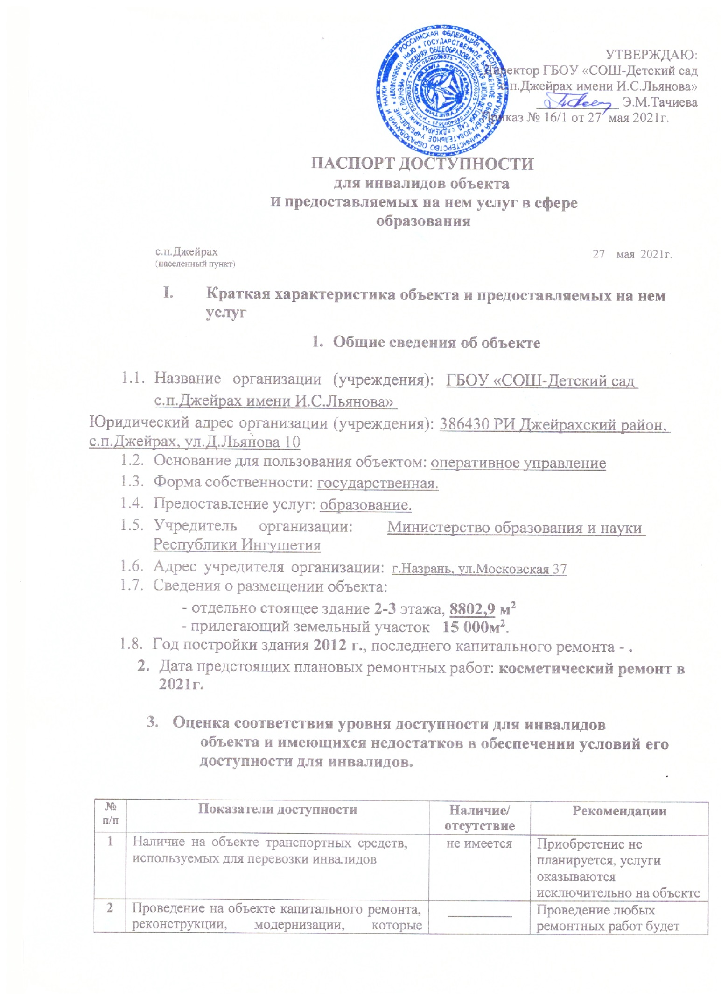 УТВЕРЖДАЮ:
Директор ГБОУ «СОШ-Детский сад
с.п.Джейрах имени И.С.Льянова»
Э.М.Тачиева
Приказ № 16/1 от 27 мая 2021г.
ПАСПОРТ ДОСТУПНОСТИ
для инвалидов объекта
И предоставляемых на нем услуг в сфере
образования
с.п.Джейрах 27 мая 2021г.
(населенный пункт)
I. Краткая характеристика объекта и предоставляемых на нем
услуг
1. Общие сведения об объекте
1.1. Название организации (учреждения): ГБОУ «СОШ-Детский сад
с.п.Джейрах имени И.С.Льянова»
Юридический адрес организации (учреждения): 386430 РИ Джейрахский район,
с.п.Джейрах, ул.Д.Льянова 10
1.2. Основание для пользования объектом: оперативное управление
1.3. Форма собственности: государственная.
1.4. Предоставление услуг: образование.
1.5. Учредитель организации: Министерство образования и науки
Республики Ингушетия
1.6. Адрес учредителя организации: г.Назрань, ул.Московская 37
1.7. Сведения о размещении объекта:
- отдельно стоящее здание 2-3 этажа, 8802,9 м²
- прилегающий земельный участок 15 000м².
1.8. Год постройки здания 2012 г., последнего капитального ремонта - .
2. Дата предстоящих плановых ремонтных работ: косметический ремонт в
2021г.
3. Оценка соответствия уровня доступности для инвалидов
объекта и имеющихся недостатков в обеспечении условий его
доступности для инвалидов.
№ п/п
Показатели доступности
Наличие/
отсутствие
Рекомендации
1
Наличие на объекте транспортных средств,
используемых для перевозки инвалидов
не имеется
Приобретение не
планируется, услуги
оказываются
исключительно на объекте
2
Проведение на объекте капитального ремонта,
реконструкции, модернизации, которые
Проведение любых
ремонтных работ будет